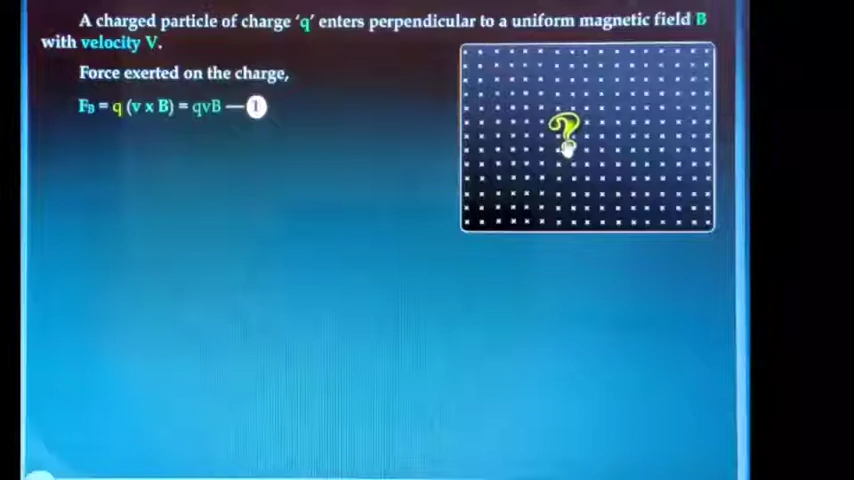 A charged particle of charge 'q' enters perpendicular to a uniform magnetic field B
with velocity V.
Force exerted on the charge,
F_B = q (v x B) = qvB — ①
?